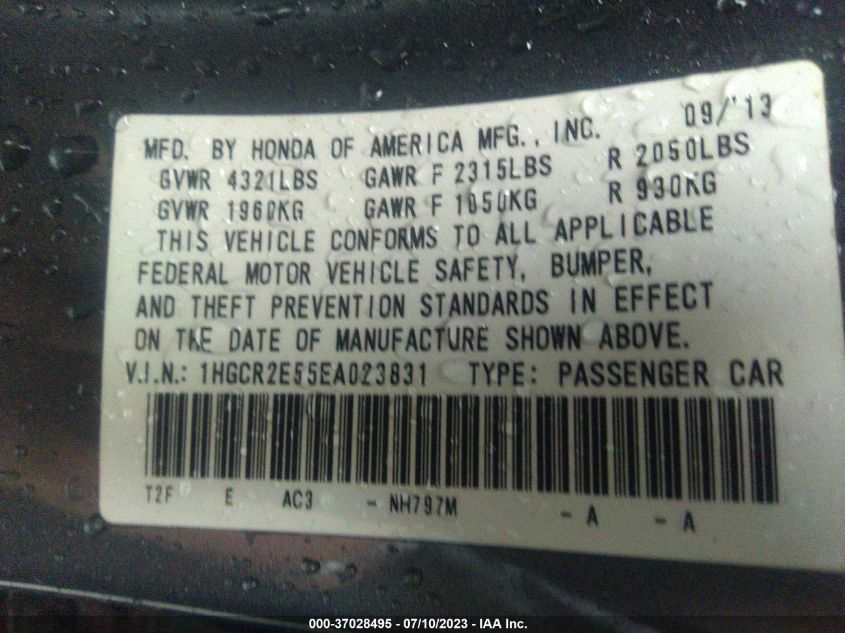 09/'13
MFD. BY HONDA OF AMERICA MFG., INC.
GVWR 4321LBS GAWR F 2315LBS R 2050LBS
GVWR 1960KG GAWR F 1050KG R 930KG
THIS VEHICLE CONFORMS TO ALL APPLICABLE
FEDERAL MOTOR VEHICLE SAFETY, BUMPER,
AND THEFT PREVENTION STANDARDS IN EFFECT
ON THE DATE OF MANUFACTURE SHOWN ABOVE.
V.I.N.: 1HGCR2E55EA023831 TYPE: PASSENGER CAR
T2F E AC3 - NH797M - A - A
000-37028495 - 07/10/2023 - IAA Inc.